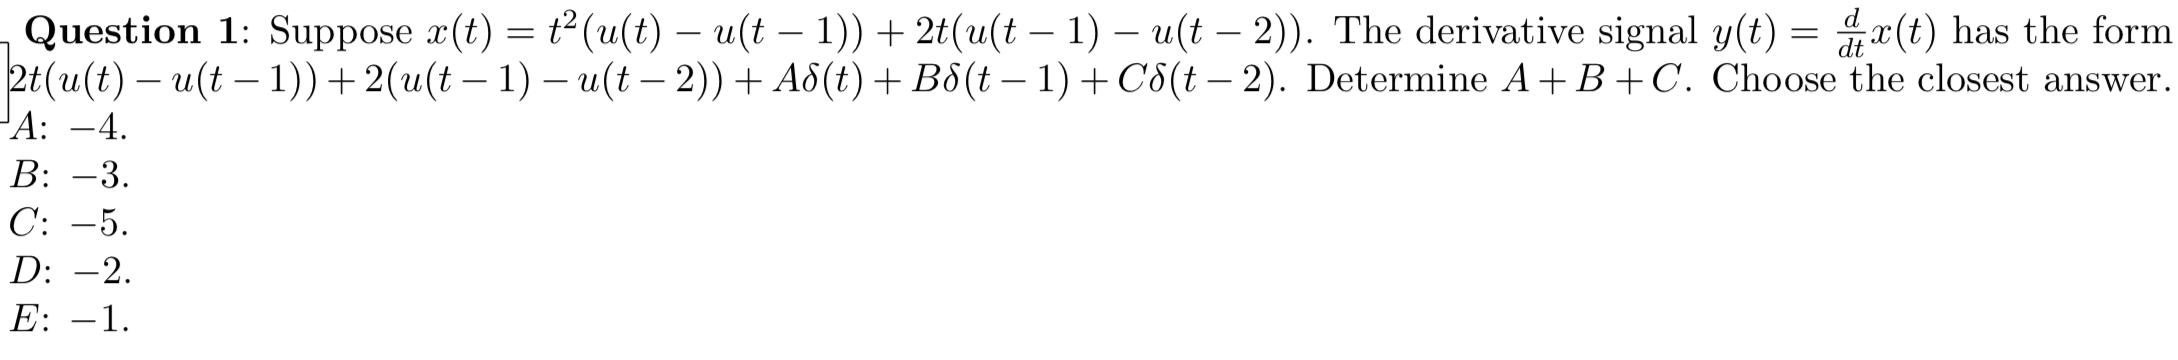 Question 1: Suppose x(t) = t²(u(t) − u(t − 1)) + 2t(u(t − 1) − u(t − 2)). The derivative signal y(t) = d/dt x(t) has the form
2t(u(t) − u(t − 1)) + 2(u(t − 1) − u(t − 2)) + Aδ(t) + Bδ(t − 1) + Cδ(t − 2). Determine A + B + C. Choose the closest answer.
A: −4.
B: −3.
C: −5.
D: −2.
E: −1.